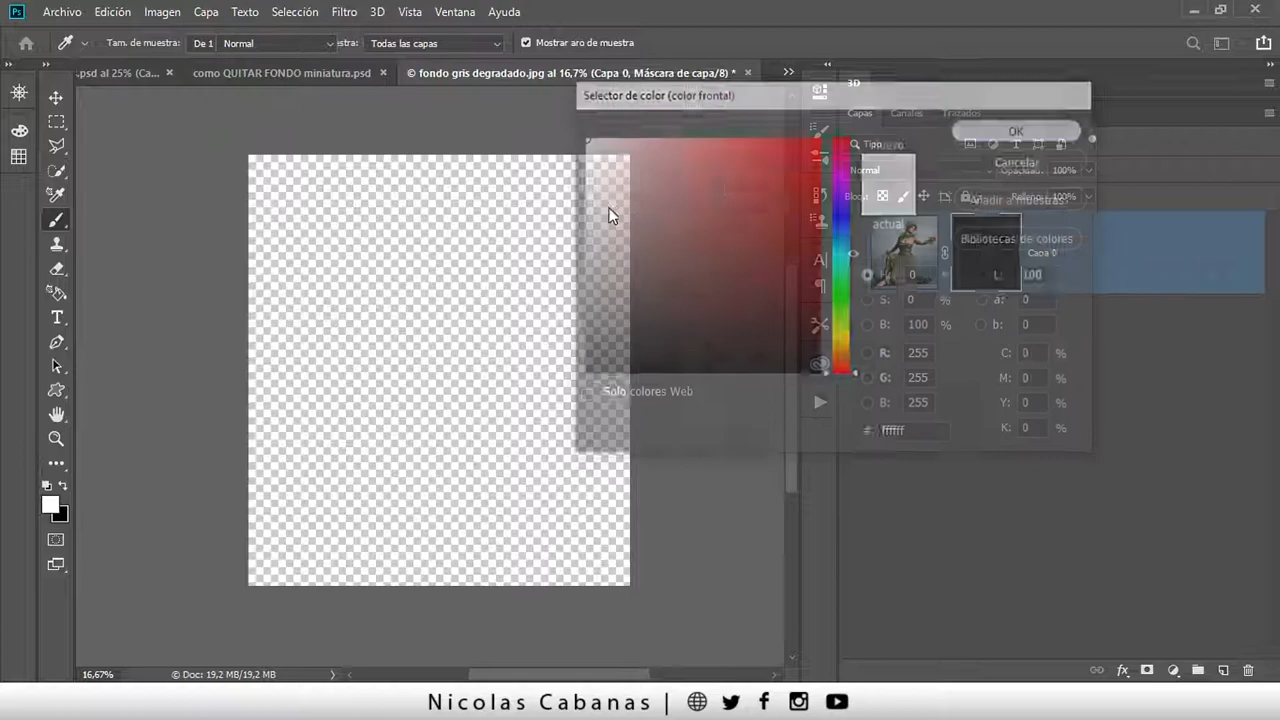 Ps Archivo Edición Imagen Capa Texto Selección Filtro 3D Vista Ventana Ayuda
Tam. de muestra: De 1 Normal stra: Todas las capas Mostrar aro de muestra
.psd al 25% (Ca... × como QUITAR FONDO miniatura.psd × © fondo gris degradado.jpg al 16,7% (Capa 0, Máscara de capa/8) * × 3D
Selector de color (color frontal)
Capas Canales Trazados
OK
Tipo nuevo
Cancelar
Normal Opacidad: 100%
Bloq. Relleno: 100%
Añadir a muestras
actual
Bibliotecas de colores
Capa 0
H: 0 ° L: 100
S: 0 % a: 0
B: 100 % b: 0
R: 255 C: 0 %
G: 255 M: 0 %
B: 255 Y: 0 %
# ffffff K: 0 %
Solo colores Web
16,67% © Doc: 19,2 MB/19,2 MB
Nicolas Cabanas |